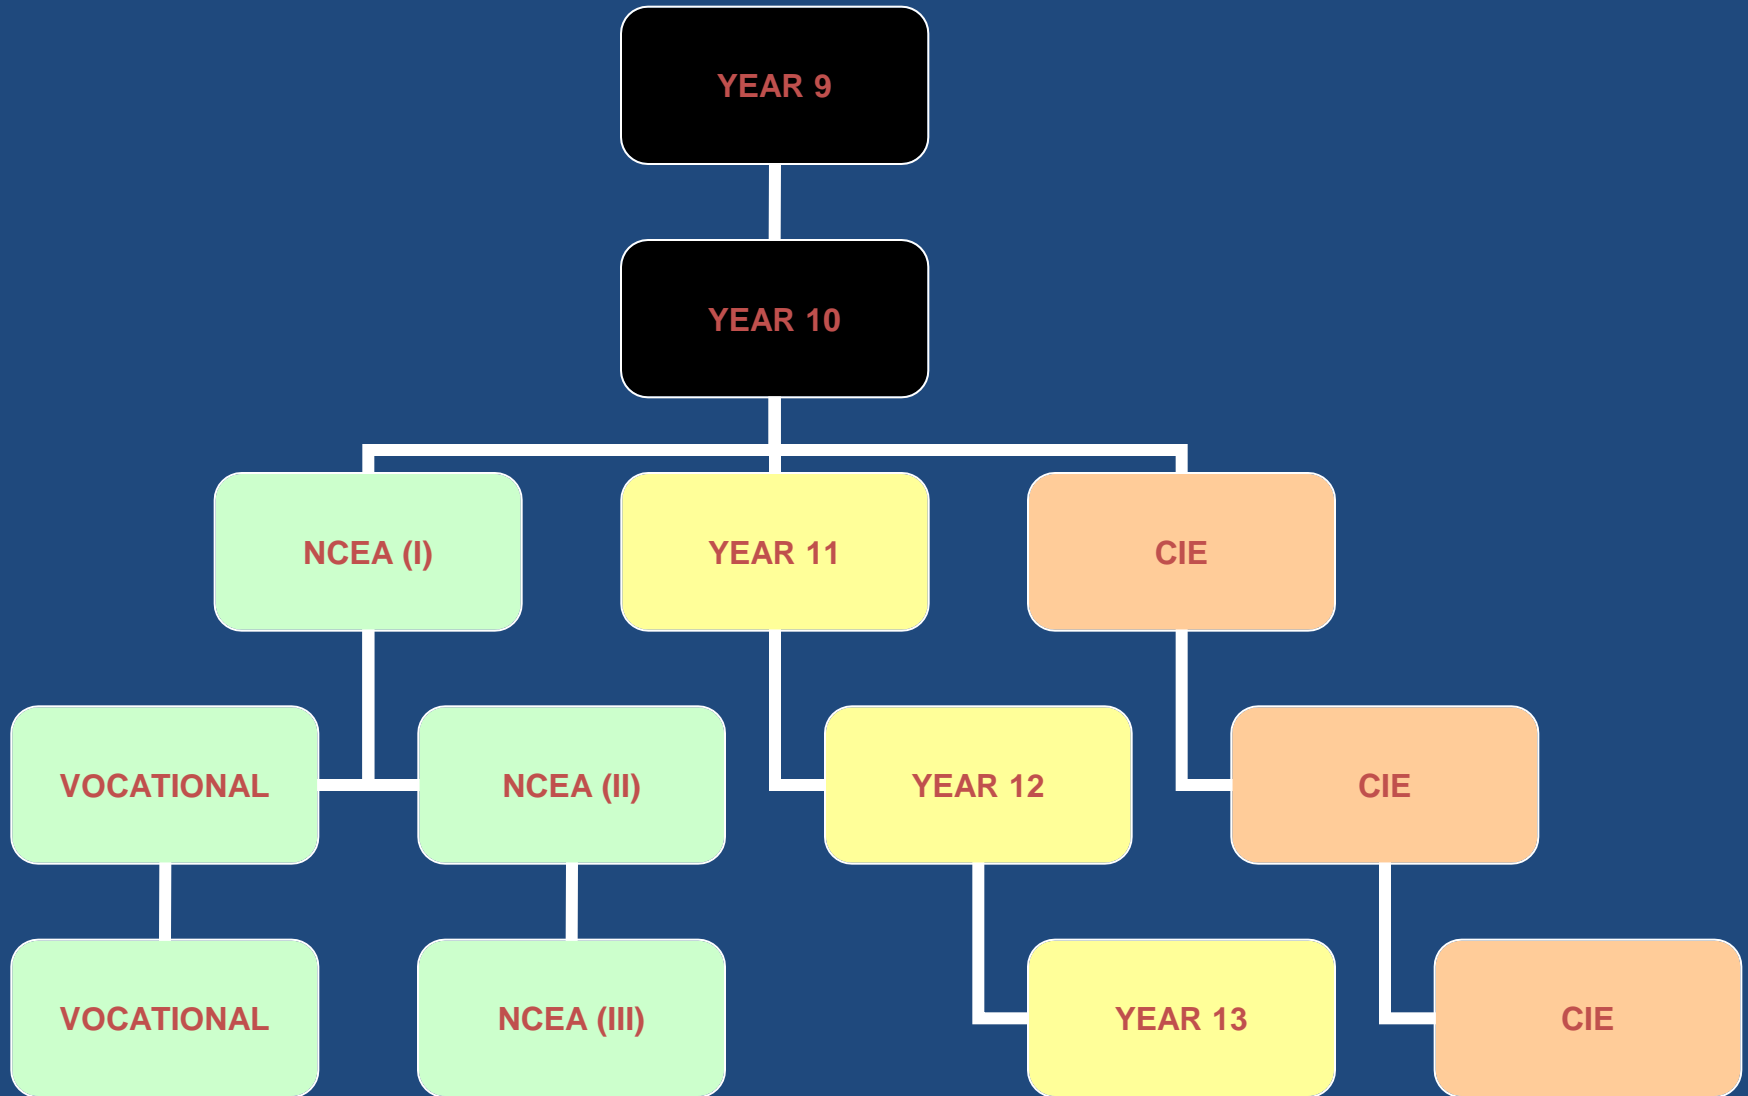 YEAR 9
YEAR 10
NCEA (I)
YEAR 11
CIE
VOCATIONAL
NCEA (II)
YEAR 12
CIE
VOCATIONAL
NCEA (III)
YEAR 13
CIE